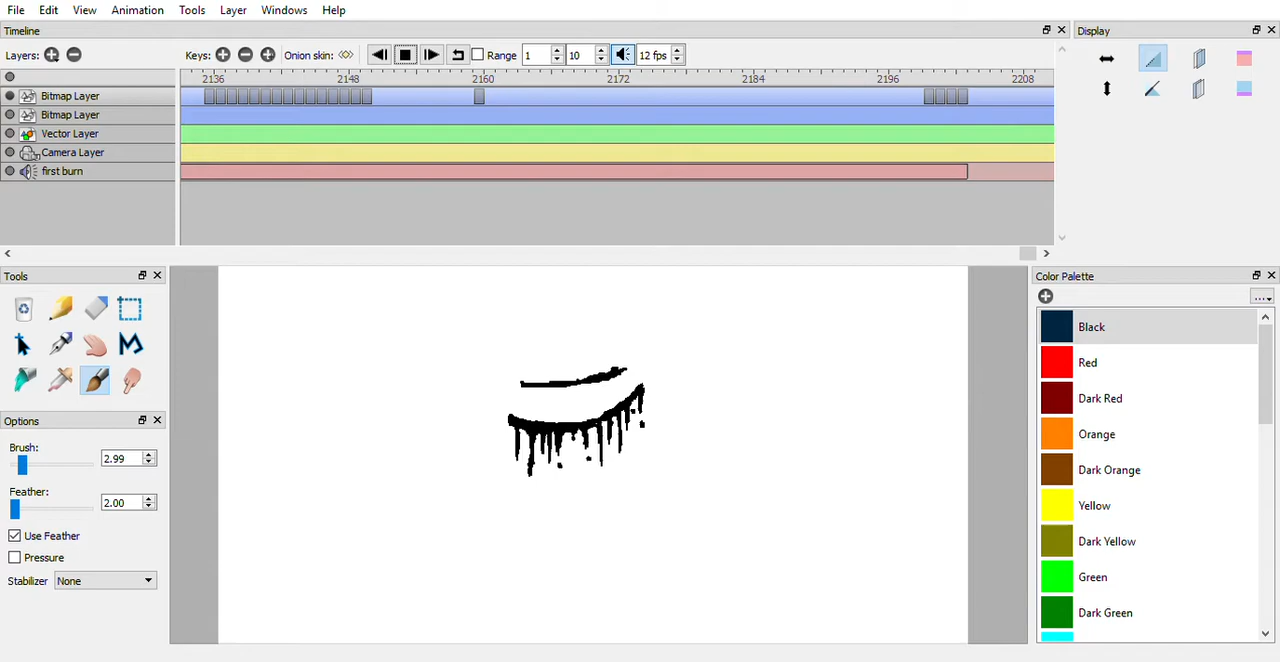 File Edit View Animation Tools Layer Windows Help
Timeline
Display
Layers: Keys: Onion skin: Range 1 10 12 fps
2136 2148 2160 2172 2184 2196 2208
Bitmap Layer
Bitmap Layer
Vector Layer
Camera Layer
first burn
Tools
Color Palette
Options
Brush:
2.99
Feather:
2.00
Use Feather
Pressure
Stabilizer None
Black
Red
Dark Red
Orange
Dark Orange
Yellow
Dark Yellow
Green
Dark Green